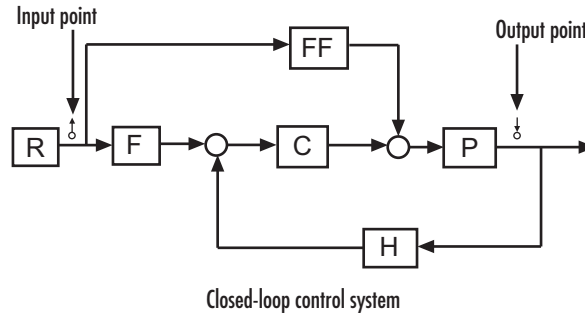 Input point
Output point
FF
R
F
C
P
H
Closed-loop control system